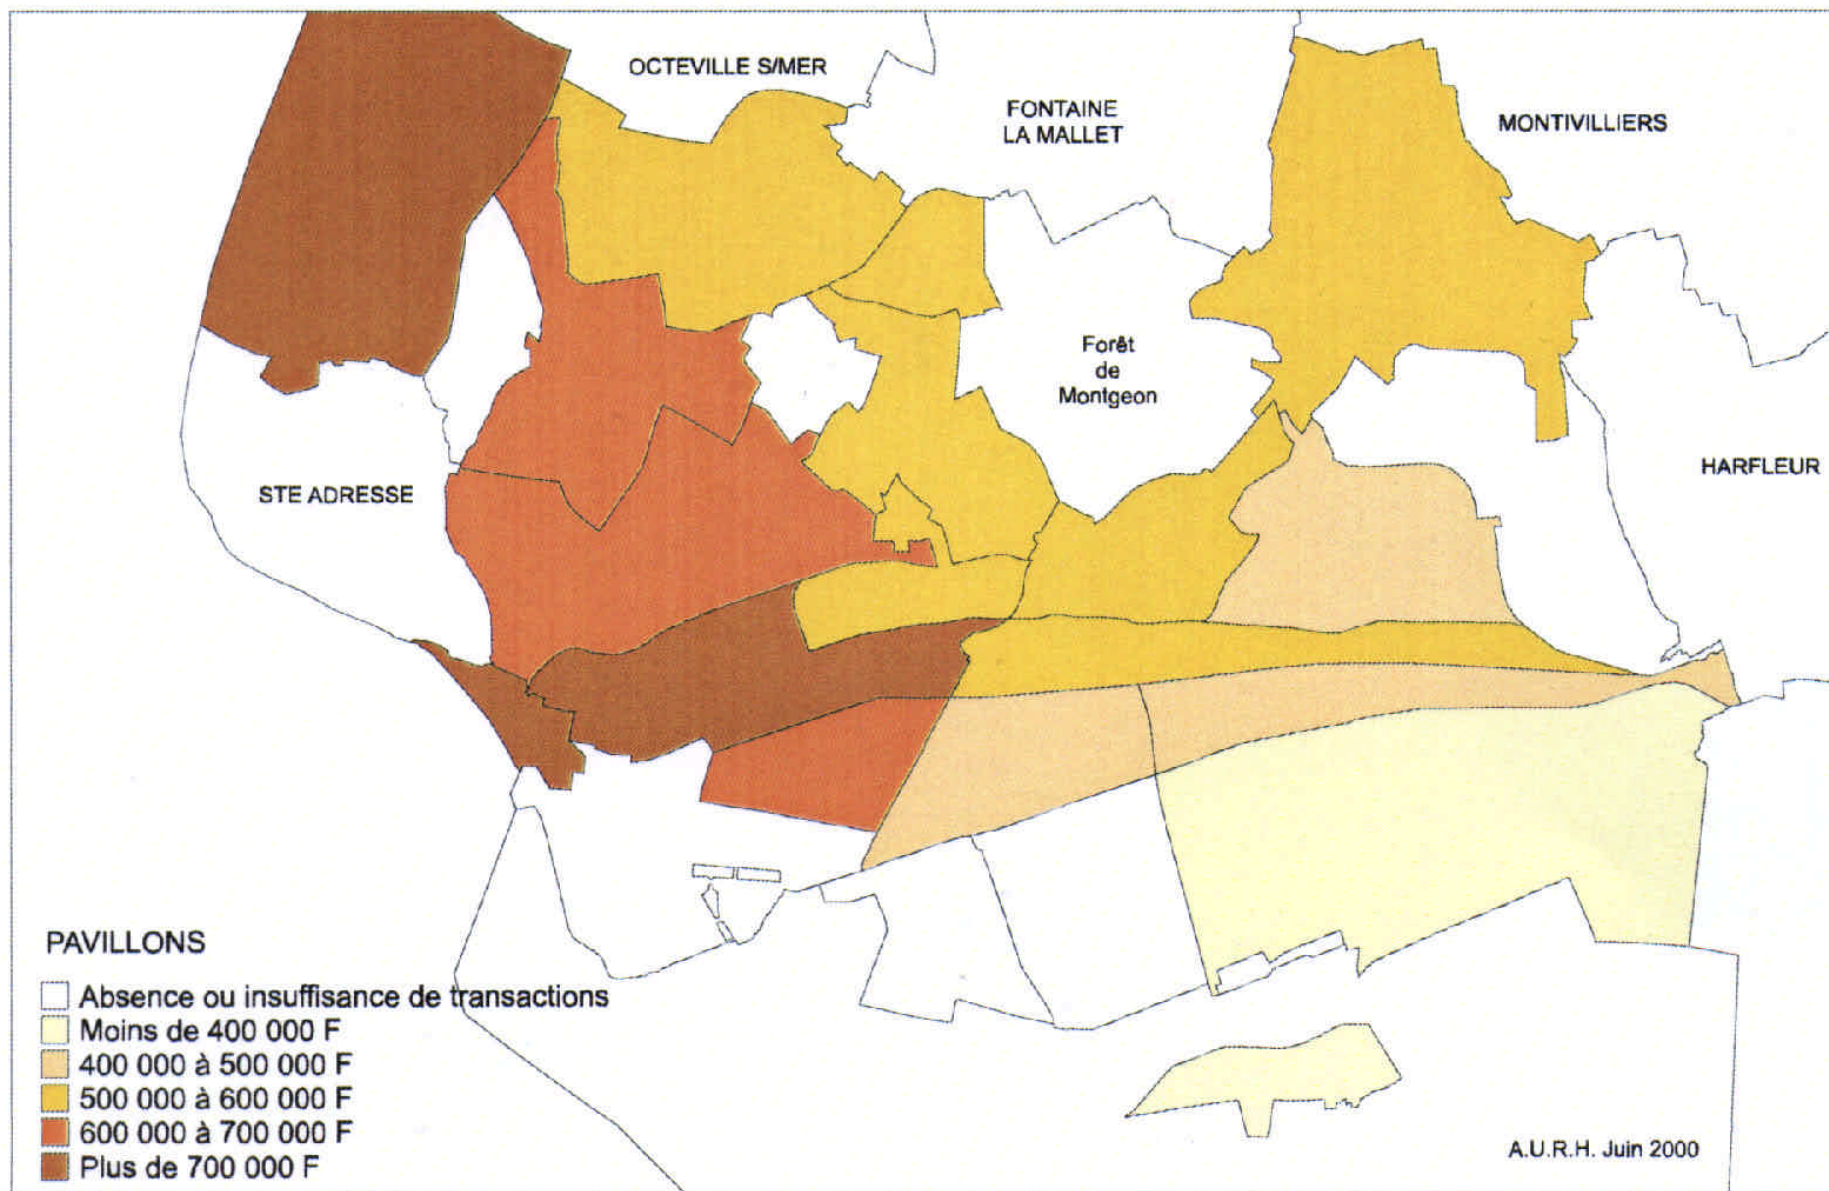 OCTEVILLE S/MER
FONTAINE
LA MALLET
MONTIVILLIERS
Forêt
de
Montgeon
STE ADRESSE
HARFLEUR
PAVILLONS
Absence ou insuffisance de transactions
Moins de 400 000 F
400 000 à 500 000 F
500 000 à 600 000 F
600 000 à 700 000 F
Plus de 700 000 F
A.U.R.H. Juin 2000